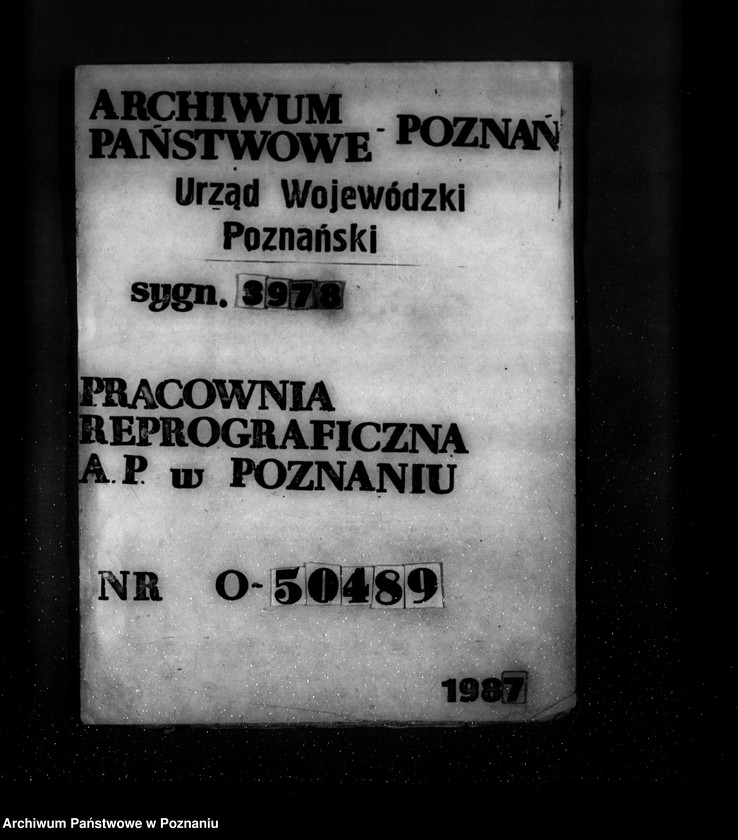 ARCHIWUM
PAŃSTWOWE - POZNAŃ
Urząd Wojewódzki
Poznański
sygn. 3978
PRACOWNIA
REPROGRAFICZNA
A.P. w POZNANIU
NR O-50489
1987
Archiwum Państwowe w Poznaniu